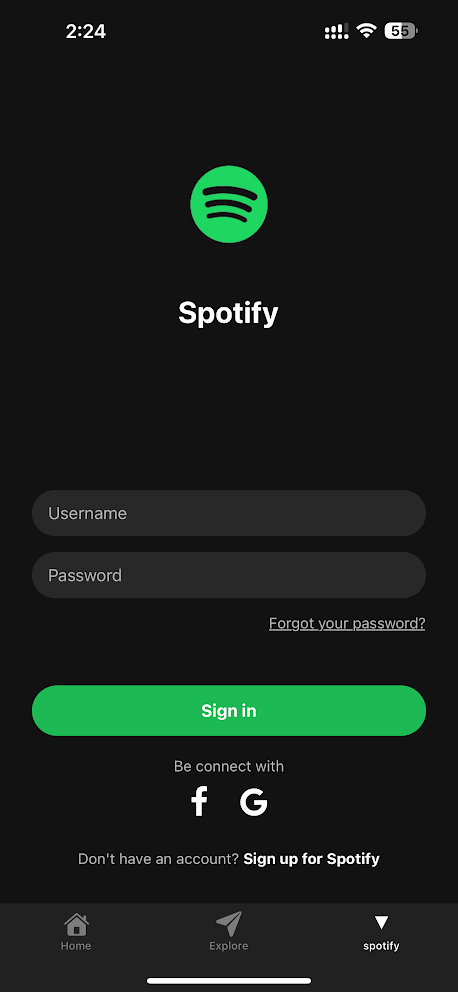 2:24
55
Spotify
Username
Password
Forgot your password?
Sign in
Be connect with
f G
Don't have an account? Sign up for Spotify
Home Explore spotify